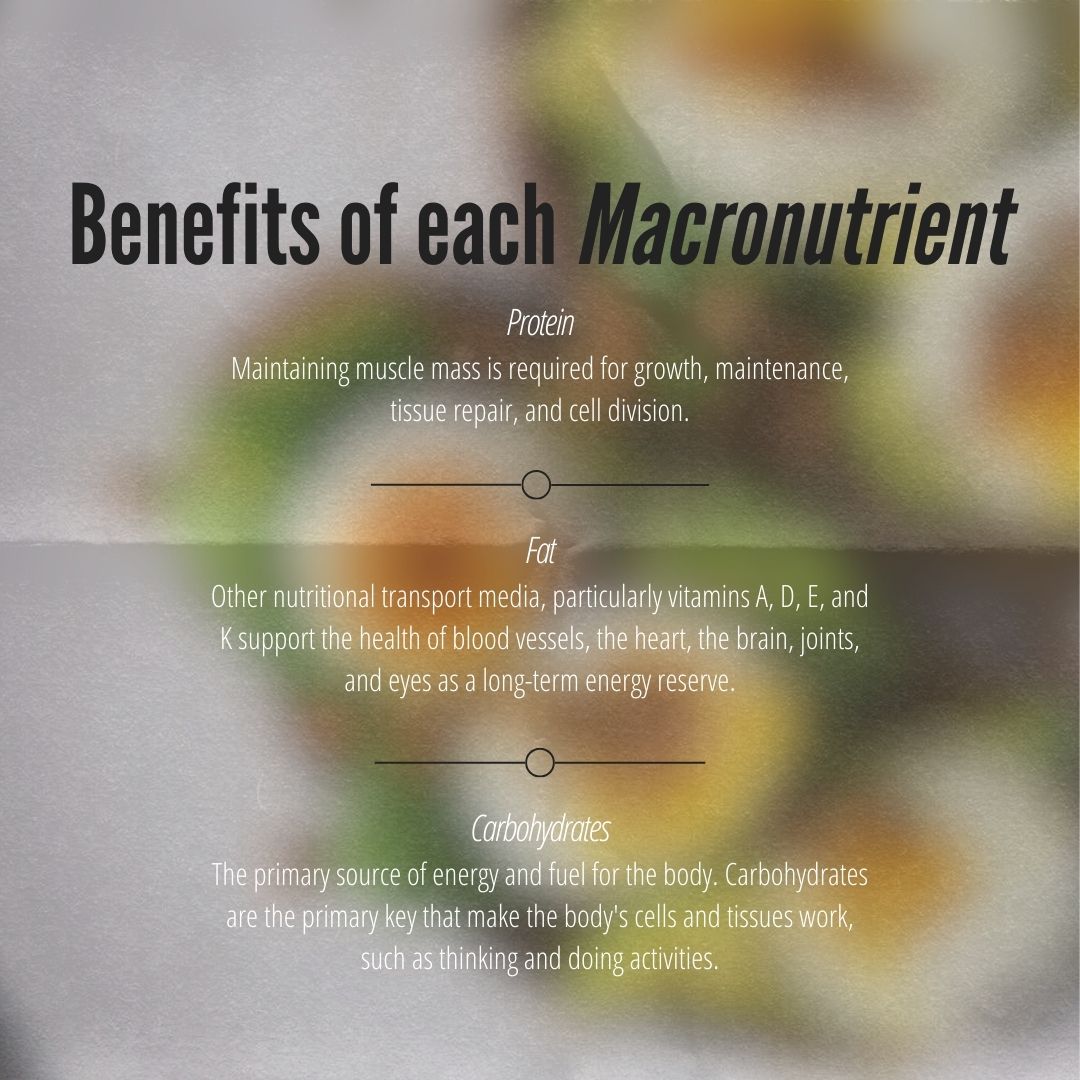 Benefits of each Macronutrient
Protein
Maintaining muscle mass is required for growth, maintenance,
tissue repair, and cell division.
Fat
Other nutritional transport media, particularly vitamins A, D, E, and
K support the health of blood vessels, the heart, the brain, joints,
and eyes as a long-term energy reserve.
Carbohydrates
The primary source of energy and fuel for the body. Carbohydrates
are the primary key that make the body's cells and tissues work,
such as thinking and doing activities.